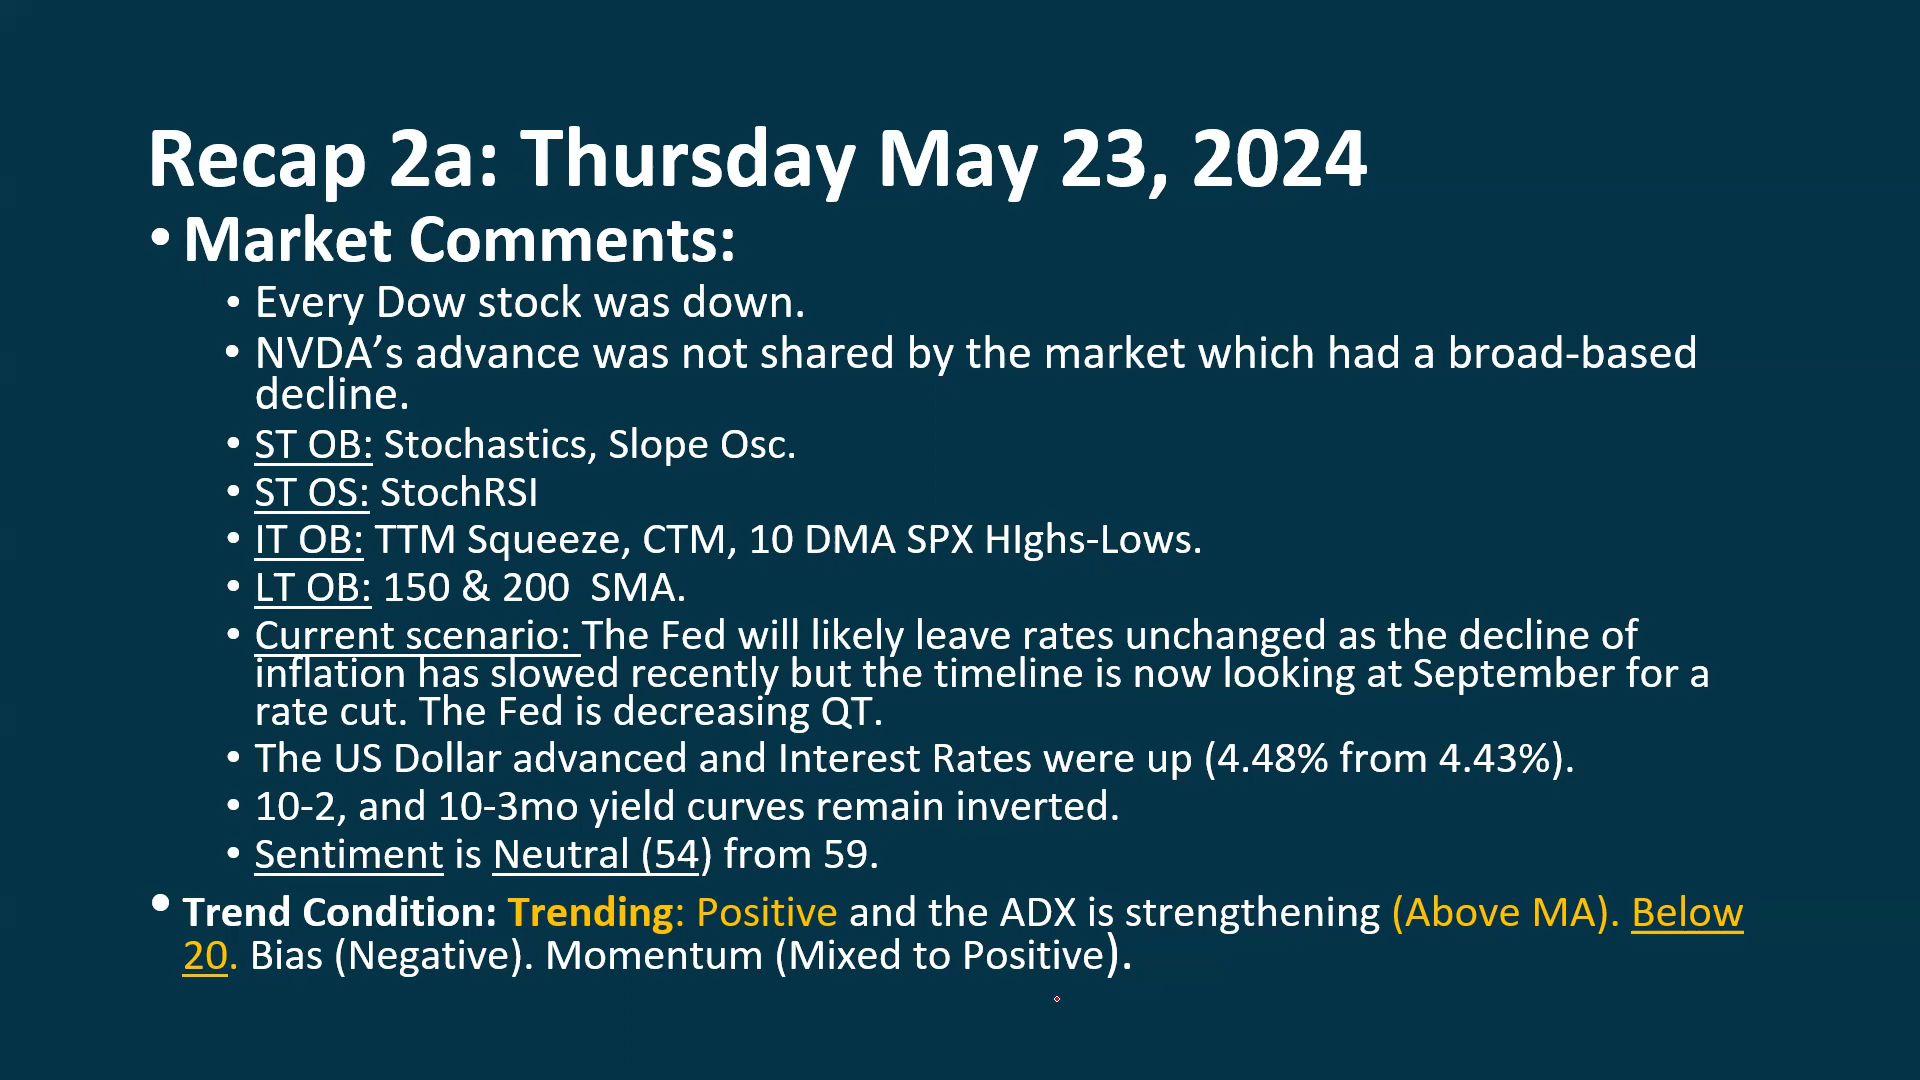 Recap 2a: Thursday May 23, 2024
• Market Comments:
• Every Dow stock was down.
• NVDA’s advance was not shared by the market which had a broad-based
decline.
• ST OB: Stochastics, Slope Osc.
• ST OS: StochRSI
• IT OB: TTM Squeeze, CTM, 10 DMA SPX HIghs-Lows.
• LT OB: 150 & 200  SMA.
• Current scenario: The Fed will likely leave rates unchanged as the decline of
inflation has slowed recently but the timeline is now looking at September for a
rate cut. The Fed is decreasing QT.
• The US Dollar advanced and Interest Rates were up (4.48% from 4.43%).
• 10-2, and 10-3mo yield curves remain inverted.
• Sentiment is Neutral (54) from 59.
• Trend Condition: Trending: Positive and the ADX is strengthening (Above MA). Below
20. Bias (Negative). Momentum (Mixed to Positive).